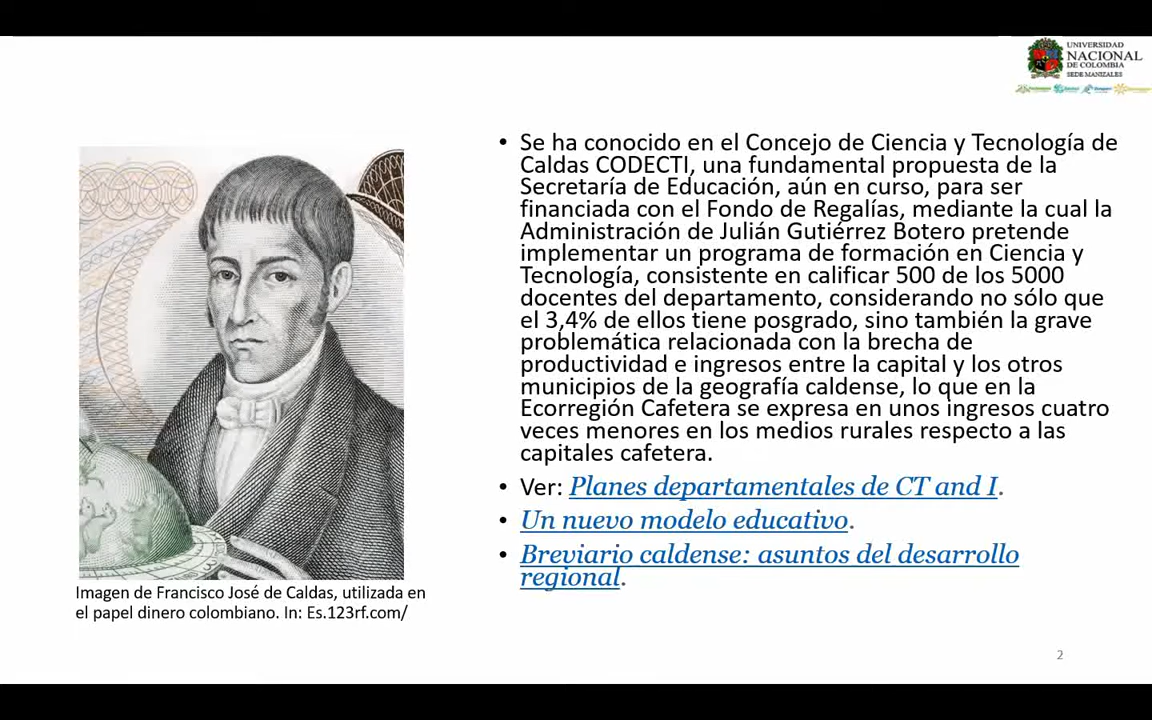 UNIVERSIDAD
NACIONAL
DE COLOMBIA
SEDE MANIZALES
• Se ha conocido en el Concejo de Ciencia y Tecnología de
Caldas CODECTI, una fundamental propuesta de la
Secretaría de Educación, aún en curso, para ser
financiada con el Fondo de Regalías, mediante la cual la
Administración de Julián Gutiérrez Botero pretende
implementar un programa de formación en Ciencia y
Tecnología, consistente en calificar 500 de los 5000
docentes del departamento, considerando no sólo que
el 3,4% de ellos tiene posgrado, sino también la grave
problemática relacionada con la brecha de
productividad e ingresos entre la capital y los otros
municipios de la geografía caldense, lo que en la
Ecorregión Cafetera se expresa en unos ingresos cuatro
veces menores en los medios rurales respecto a las
capitales cafetera.
• Ver: Planes departamentales de CT and I.
• Un nuevo modelo educativo.
• Breviario caldense: asuntos del desarrollo
regional.
Imagen de Francisco José de Caldas, utilizada en
el papel dinero colombiano. In: Es.123rf.com/
2